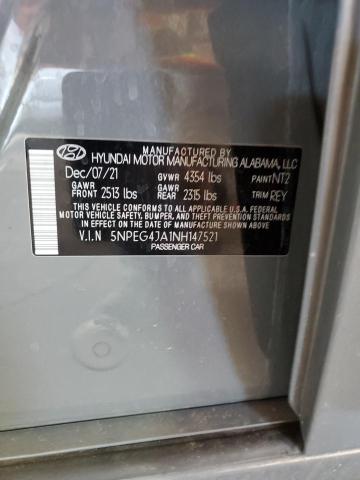 MANUFACTURED BY
HYUNDAI MOTOR MANUFACTURING ALABAMA, LLC
Dec/07/21 GVWR 4354 lbs PAINT NT2
GAWR FRONT 2513 lbs GAWR REAR 2315 lbs TRIM REY
THIS VEHICLE CONFORMS TO ALL APPLICABLE U.S. FEDERAL
MOTOR VEHICLE SAFETY, BUMPER, AND THEFT PREVENTION STANDARDS
IN EFFECT ON THE DATE OF MANUFACTURE SHOWN ABOVE.
V.I.N 5NPEG4JA1NH147521
PASSENGER CAR